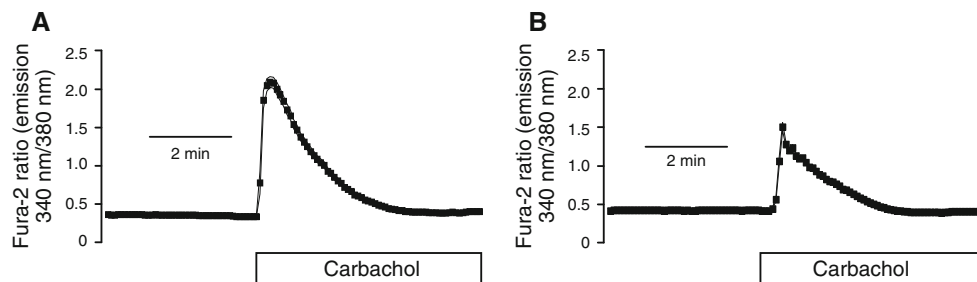 A
Fura-2 ratio (emission
340 nm/380 nm)
2.5
2.0
1.5
1.0
0.5
0
2 min
Carbachol
B
Fura-2 ratio (emission
340 nm/380 nm)
2.5
2.0
1.5
1.0
0.5
0
2 min
Carbachol